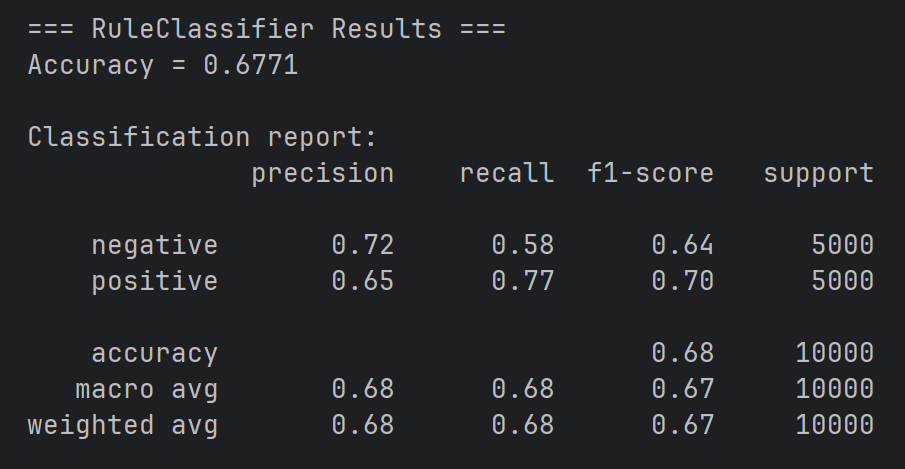 === RuleClassifier Results ===
Accuracy = 0.6771
Classification report:
precision recall f1-score support
negative 0.72 0.58 0.64 5000
positive 0.65 0.77 0.70 5000
accuracy 0.68 10000
macro avg 0.68 0.68 0.67 10000
weighted avg 0.68 0.68 0.67 10000